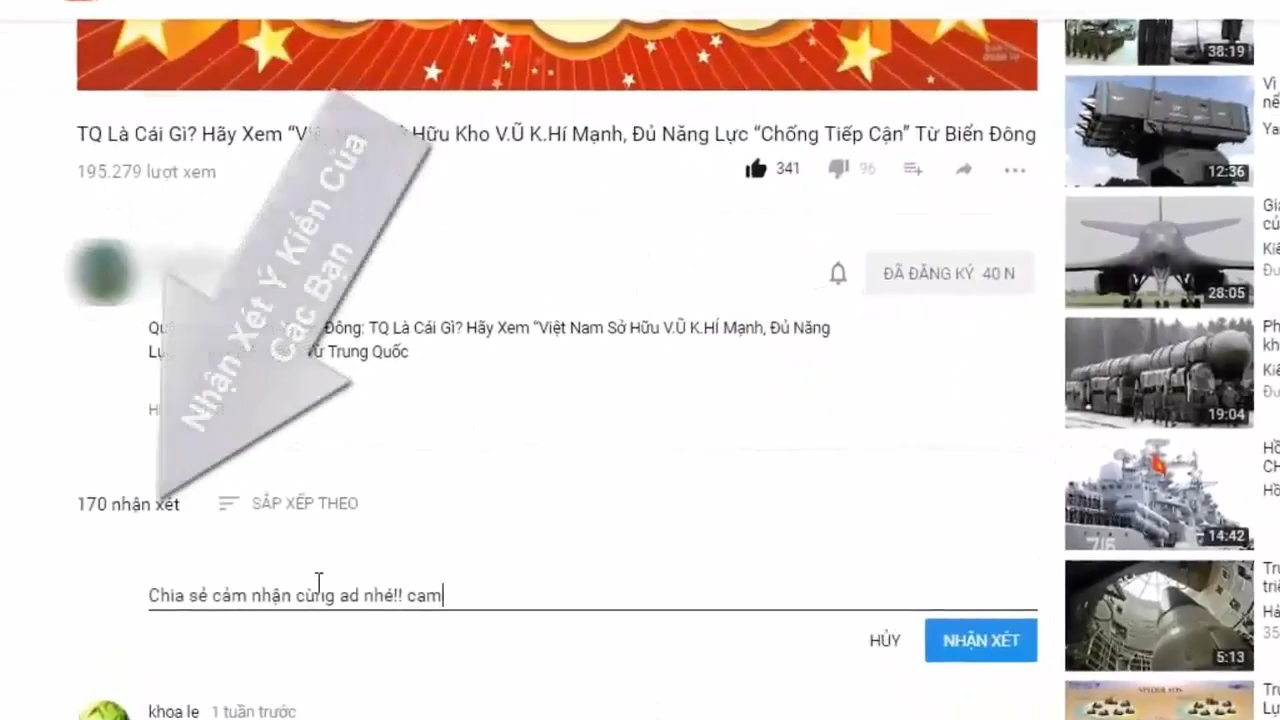 TQ Là Cái Gì? Hãy Xem “Việt Hữu Kho V.Ũ K.Hí Mạnh, Đủ Năng Lực “Chống Tiếp Cận” Từ Biển Đông
195.279 lượt xem
341
96
Nhận Xét Ý Kiến Của
Các Bạn
ĐÃ ĐĂNG KÝ 40 N
Đông: TQ Là Cái Gì? Hãy Xem “Việt Nam Sở Hữu V.Ũ K.HÍ Mạnh, Đủ Năng
Từ Trung Quốc
170 nhận xét
SẮP XẾP THEO
Chia sẻ cảm nhận cùng ad nhé!! cam
HỦY
NHẬN XÉT
khoa le 1 tuần trước
38:19
12:36
28:05
19:04
14:42
716
5:13